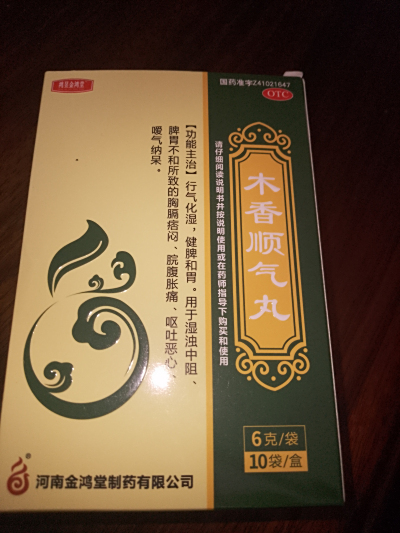 国药准字Z41021647
OTC
木香顺气丸
请仔细阅读说明书并按说明使用或在药师指导下购买和使用
【功能主治】行气化湿，健脾和胃。用于湿浊中阻、
脾胃不和所致的胸膈痞闷、脘腹胀痛、呕吐恶心、
嗳气纳呆。
6克/袋
10袋/盒
河南金鸿堂制药有限公司